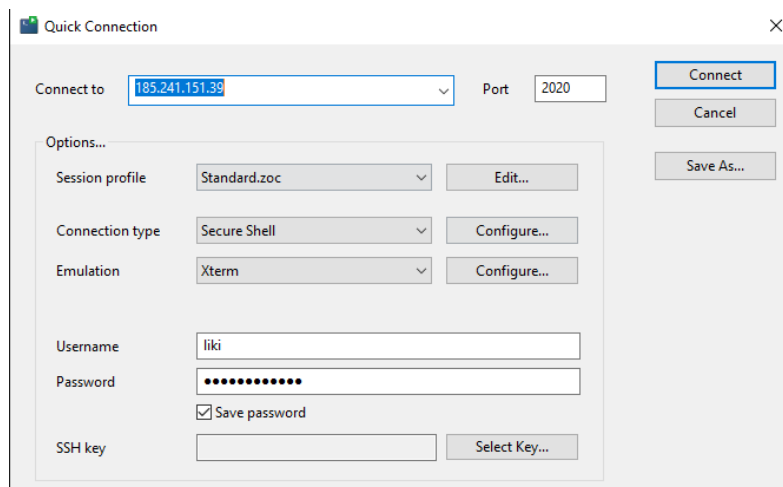 Quick Connection
Connect to 185.241.151.39 Port 2020 Connect
Cancel
Options...
Session profile Standard.zoc Edit... Save As...
Connection type Secure Shell Configure...
Emulation Xterm Configure...
Username liki
Password ●●●●●●●●●●●●
Save password
SSH key Select Key...